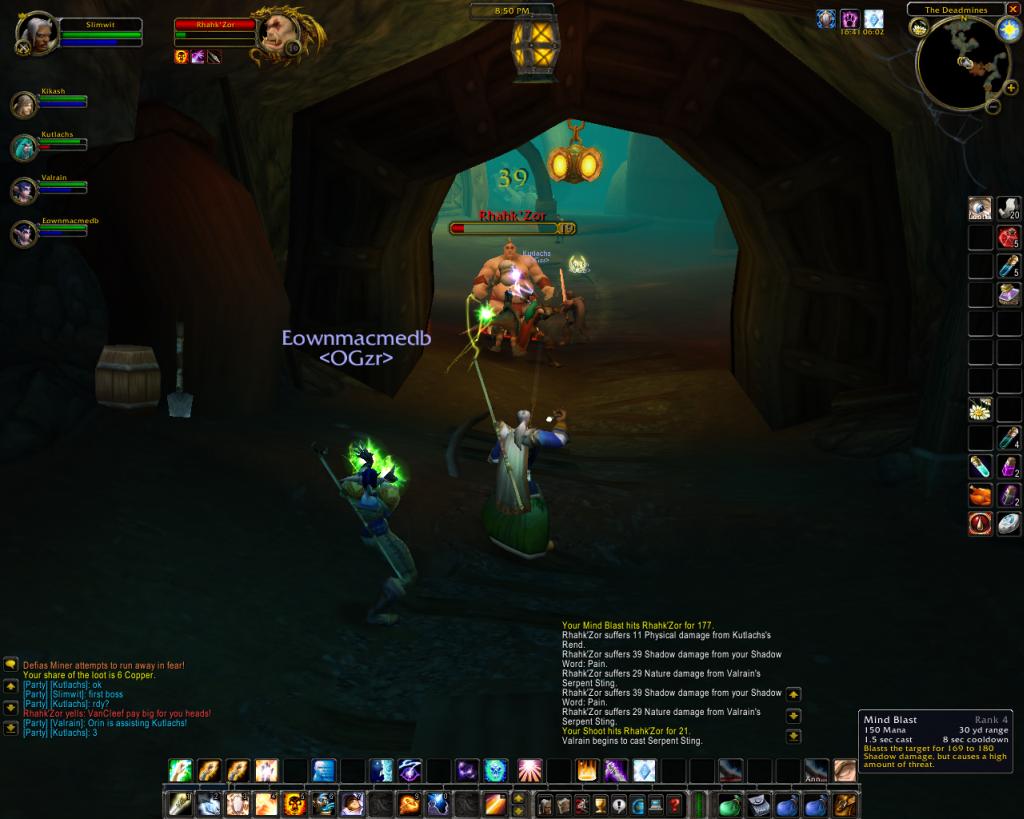 8:50 PM
The Deadmines
Slimwit
Rhahk'Zor
N
16:41 06:02
Kikash
Kutlachs
Valrain
Eownmacmedb
39
Rhahk'Zor
19
Kutlachs
Eownmacmedb
<OGzr>
20
5
5
4
2
2
Your Mind Blast hits Rhahk'Zor for 177.
Rhahk'Zor suffers 11 Physical damage from Kutlachs's
Rend.
Rhahk'Zor suffers 39 Shadow damage from your Shadow
Word: Pain.
Rhahk'Zor suffers 29 Nature damage from Valrain's
Serpent Sting.
Rhahk'Zor suffers 39 Shadow damage from your Shadow
Word: Pain.
Rhahk'Zor suffers 29 Nature damage from Valrain's
Serpent Sting.
Your Shoot hits Rhahk'Zor for 21.
Valrain begins to cast Serpent Sting.
Defias Miner attempts to run away in fear!
Your share of the loot is 6 Copper.
[Party] [Kutlachs]: ok
[Party] [Slimwit]: first boss
[Party] [Kutlachs]: rdy?
Rhahk'Zor yells: VanCleef pay big for you heads!
[Party] [Valrain]: Orin is assisting Kutlachs!
[Party] [Kutlachs]: 3
Mind Blast Rank 4
150 Mana 30 yd range
1.5 sec cast 8 sec cooldown
Blasts the target for 169 to 180
Shadow damage, but causes a high
amount of threat.